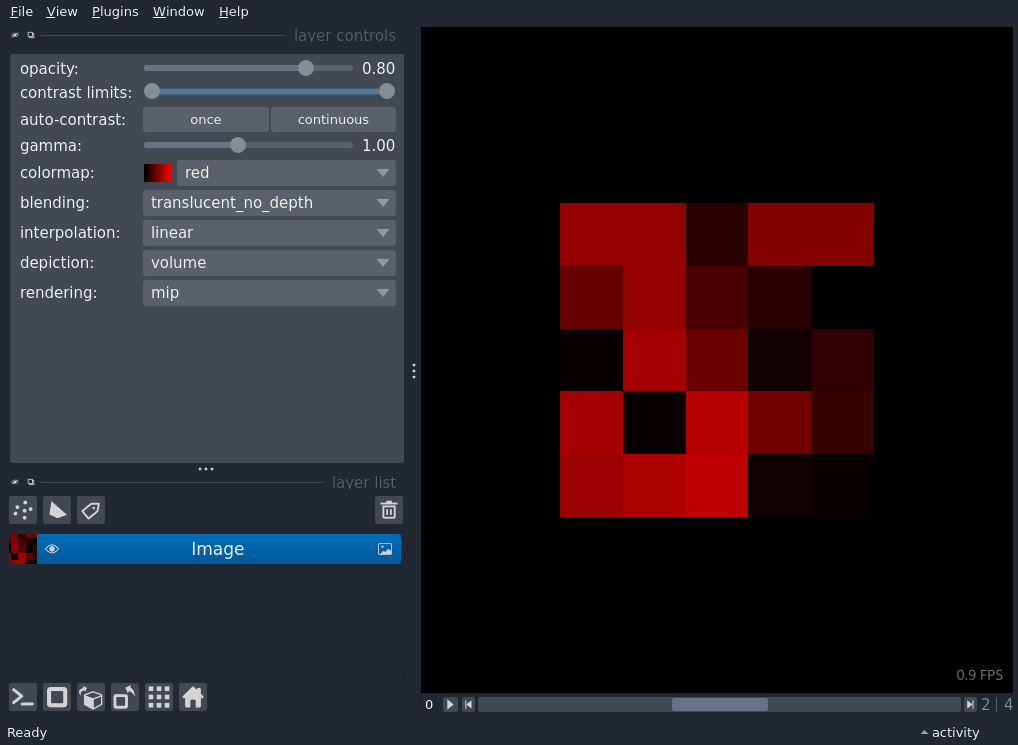 File View Plugins Window Help
layer controls
opacity: 0.80
contrast limits:
auto-contrast: once continuous
gamma: 1.00
colormap: red
blending: translucent_no_depth
interpolation: linear
depiction: volume
rendering: mip
layer list
Image
0.9 FPS
0 2 | 4
Ready activity